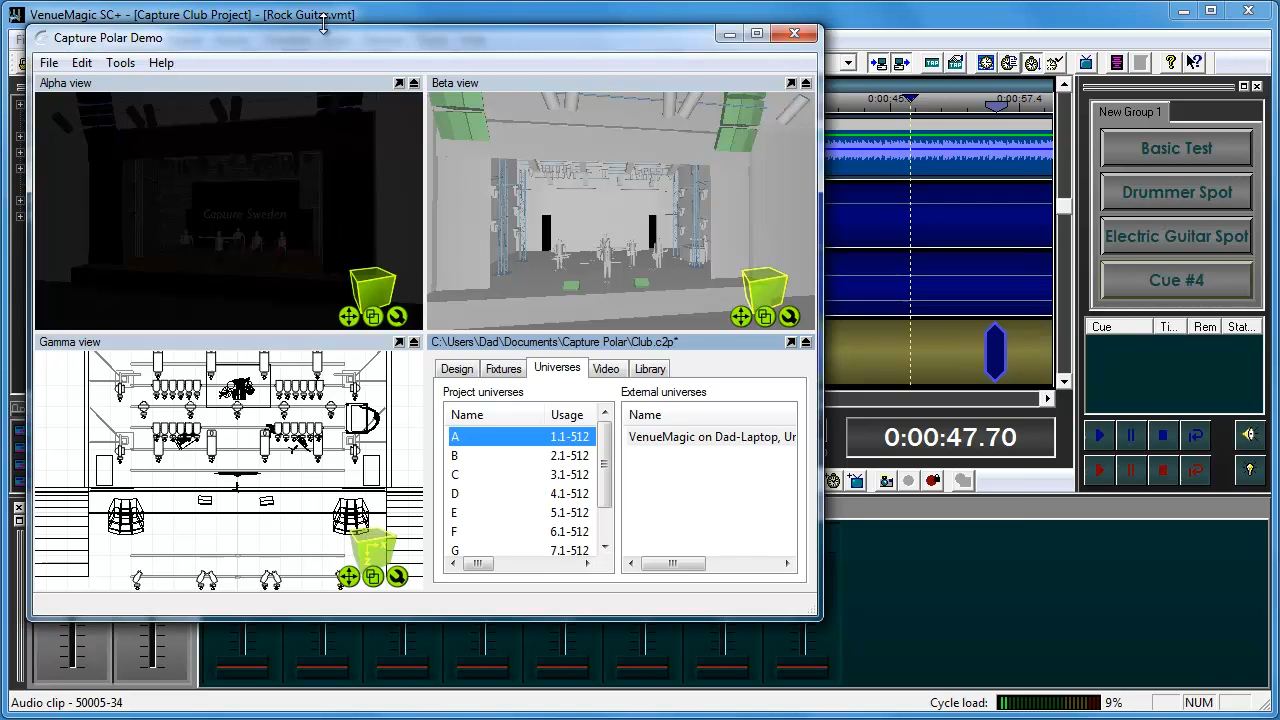 VenueMagic SC+ - [Capture Club Project] - [Rock Guitar.vmt]
Capture Polar Demo
File Edit Tools Help
Alpha view
Beta view
Capture Sweden
Gamma view
C:\Users\Dad\Documents\Capture Polar\Club.c2p*
Design Fixtures Universes Video Library
Project universes
External universes
Name Usage
Name
A 1.1-512
VenueMagic on Dad-Laptop, Ur
B 2.1-512
C 3.1-512
D 4.1-512
E 5.1-512
F 6.1-512
G 7.1-512
TAP
0:00:45
0:00:57.4
New Group 1
Basic Test
Drummer Spot
Electric Guitar Spot
Cue #4
Cue Ti... Rem Stat...
0:00:47.70
Audio clip - 50005-34
Cycle load: 9% NUM